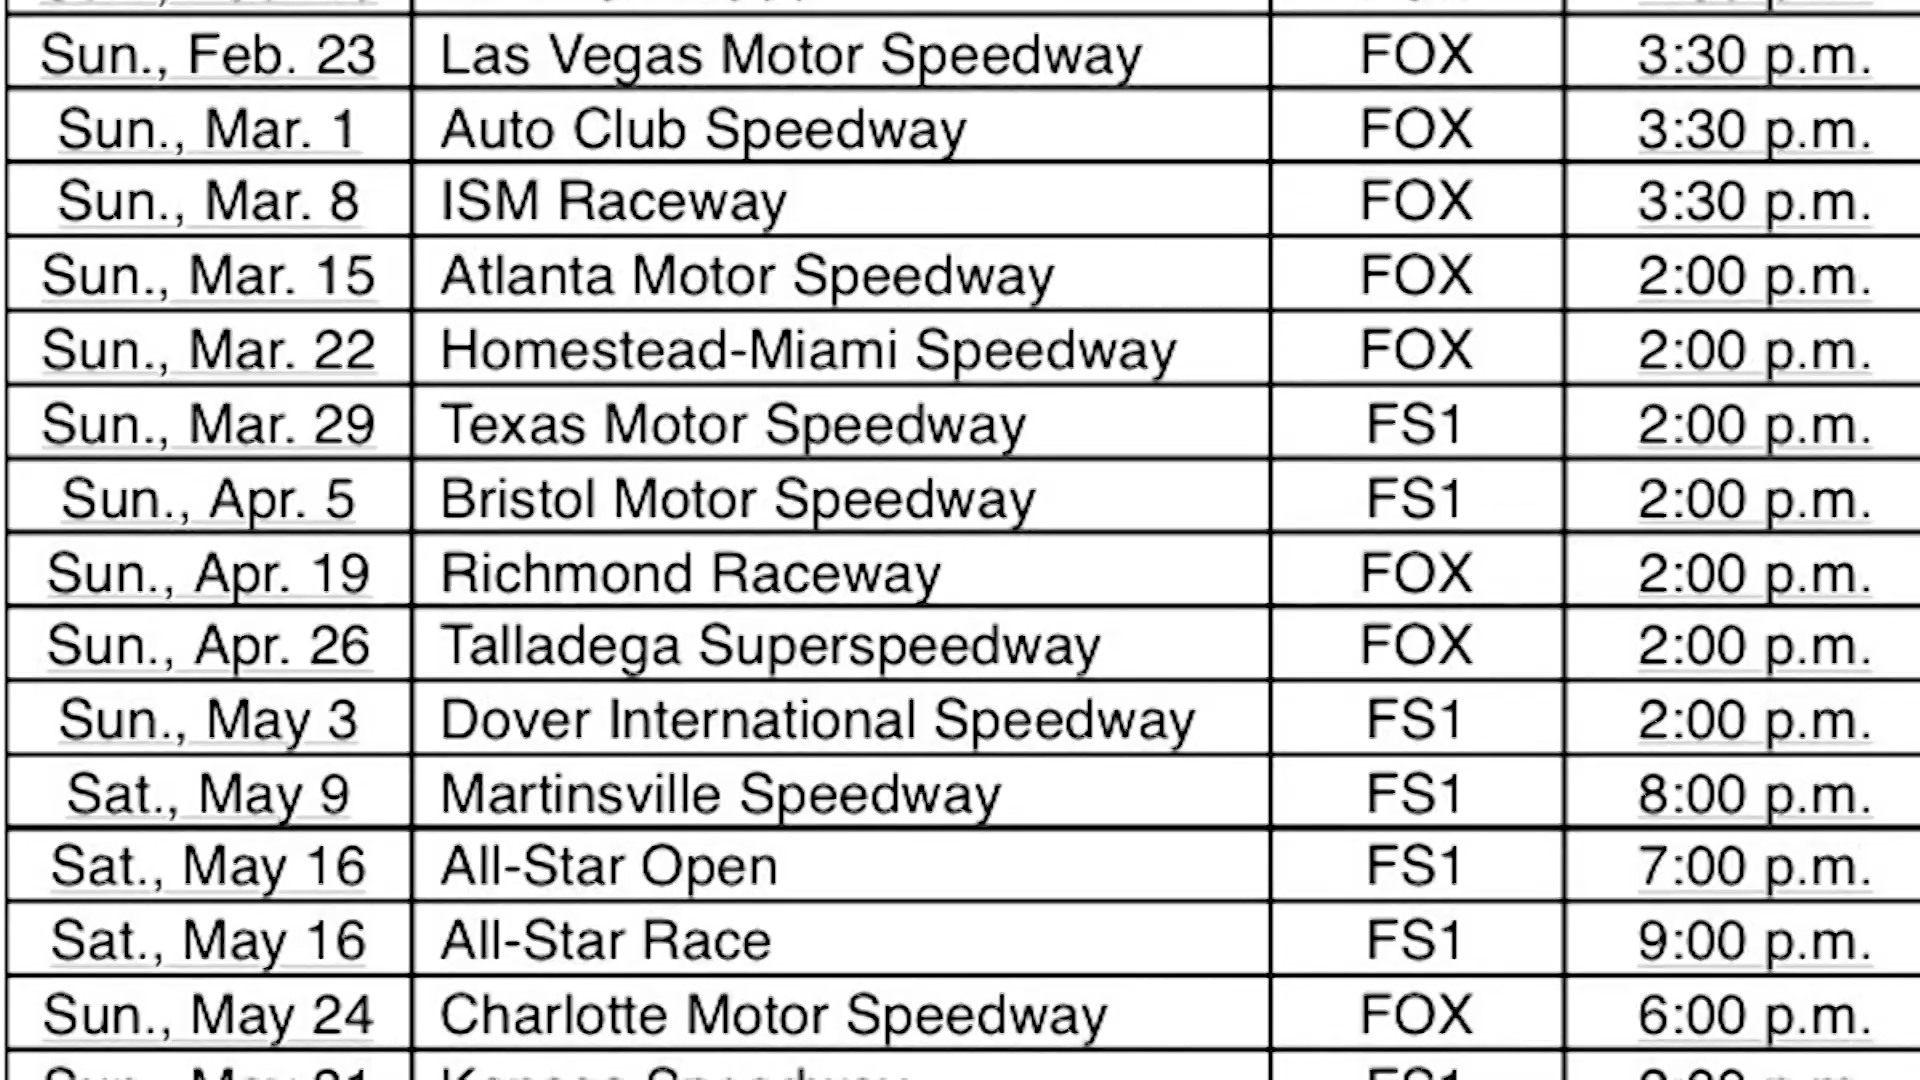 Sun., Feb. 23 Las Vegas Motor Speedway FOX 3:30 p.m.
Sun., Mar. 1 Auto Club Speedway FOX 3:30 p.m.
Sun., Mar. 8 ISM Raceway FOX 3:30 p.m.
Sun., Mar. 15 Atlanta Motor Speedway FOX 2:00 p.m.
Sun., Mar. 22 Homestead-Miami Speedway FOX 2:00 p.m.
Sun., Mar. 29 Texas Motor Speedway FS1 2:00 p.m.
Sun., Apr. 5 Bristol Motor Speedway FS1 2:00 p.m.
Sun., Apr. 19 Richmond Raceway FOX 2:00 p.m.
Sun., Apr. 26 Talladega Superspeedway FOX 2:00 p.m.
Sun., May 3 Dover International Speedway FS1 2:00 p.m.
Sat., May 9 Martinsville Speedway FS1 8:00 p.m.
Sat., May 16 All-Star Open FS1 7:00 p.m.
Sat., May 16 All-Star Race FS1 9:00 p.m.
Sun., May 24 Charlotte Motor Speedway FOX 6:00 p.m.
Sun., May 31 Kansas Speedway FS1